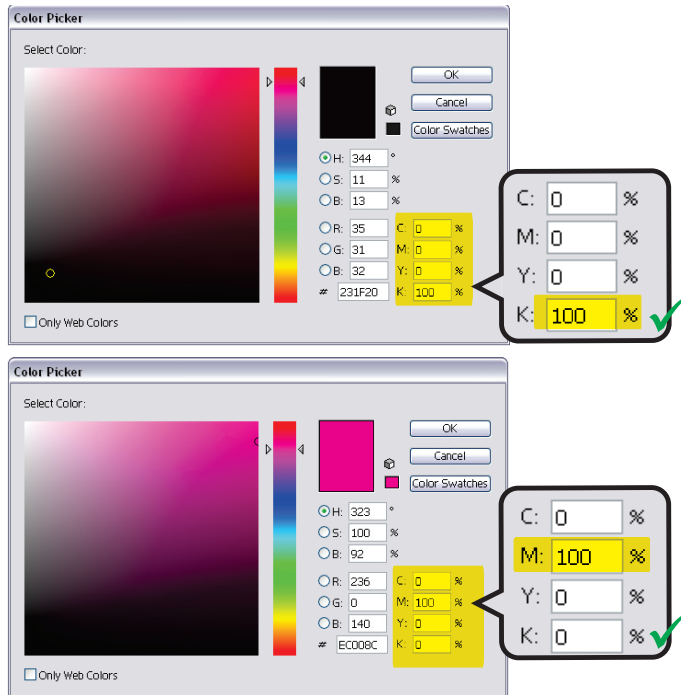 Color Picker
Select Color:
OK
Cancel
Color Swatches
H: 344 °
S: 11 %
B: 13 %
R: 35 C: 0 %
G: 31 M: 0 %
B: 32 Y: 0 %
# 231F20 K: 100 %
Only Web Colors
C: 0 %
M: 0 %
Y: 0 %
K: 100 %
Color Picker
Select Color:
OK
Cancel
Color Swatches
H: 323 °
S: 100 %
B: 92 %
R: 236 C: 0 %
G: 0 M: 100 %
B: 140 Y: 0 %
# EC008C K: 0 %
Only Web Colors
C: 0 %
M: 100 %
Y: 0 %
K: 0 %